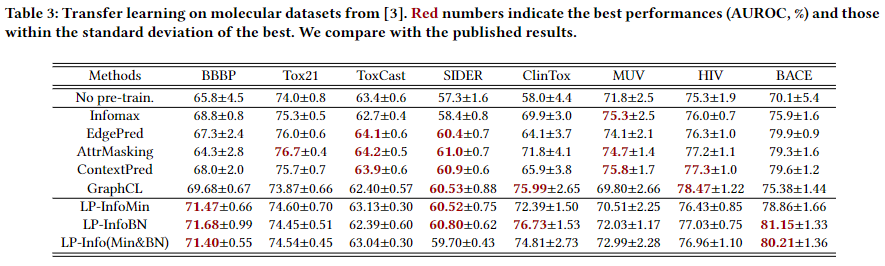 Table 3: Transfer learning on molecular datasets from [3]. Red numbers indicate the best performances (AUROC, %) and those
within the standard deviation of the best. We compare with the published results.
Methods BBBP Tox21 ToxCast SIDER ClinTox MUV HIV BACE
No pre-train. 65.8±4.5 74.0±0.8 63.4±0.6 57.3±1.6 58.0±4.4 71.8±2.5 75.3±1.9 70.1±5.4
Infomax 68.8±0.8 75.3±0.5 62.7±0.4 58.4±0.8 69.9±3.0 75.3±2.5 76.0±0.7 75.9±1.6
EdgePred 67.3±2.4 76.0±0.6 64.1±0.6 60.4±0.7 64.1±3.7 74.1±2.1 76.3±1.0 79.9±0.9
AttrMasking 64.3±2.8 76.7±0.4 64.2±0.5 61.0±0.7 71.8±4.1 74.7±1.4 77.2±1.1 79.3±1.6
ContextPred 68.0±2.0 75.7±0.7 63.9±0.6 60.9±0.6 65.9±3.8 75.8±1.7 77.3±1.0 79.6±1.2
GraphCL 69.68±0.67 73.87±0.66 62.40±0.57 60.53±0.88 75.99±2.65 69.80±2.66 78.47±1.22 75.38±1.44
LP-InfoMin 71.47±0.66 74.60±0.70 63.13±0.30 60.52±0.75 72.39±1.50 70.51±2.25 76.43±0.85 78.86±1.66
LP-InfoBN 71.68±0.99 74.45±0.51 62.39±0.60 60.80±0.62 76.73±1.53 72.03±1.17 77.03±0.75 81.15±1.33
LP-Info(Min&BN) 71.40±0.55 74.54±0.45 63.04±0.30 59.70±0.43 74.81±2.73 72.99±2.28 76.96±1.10 80.21±1.36